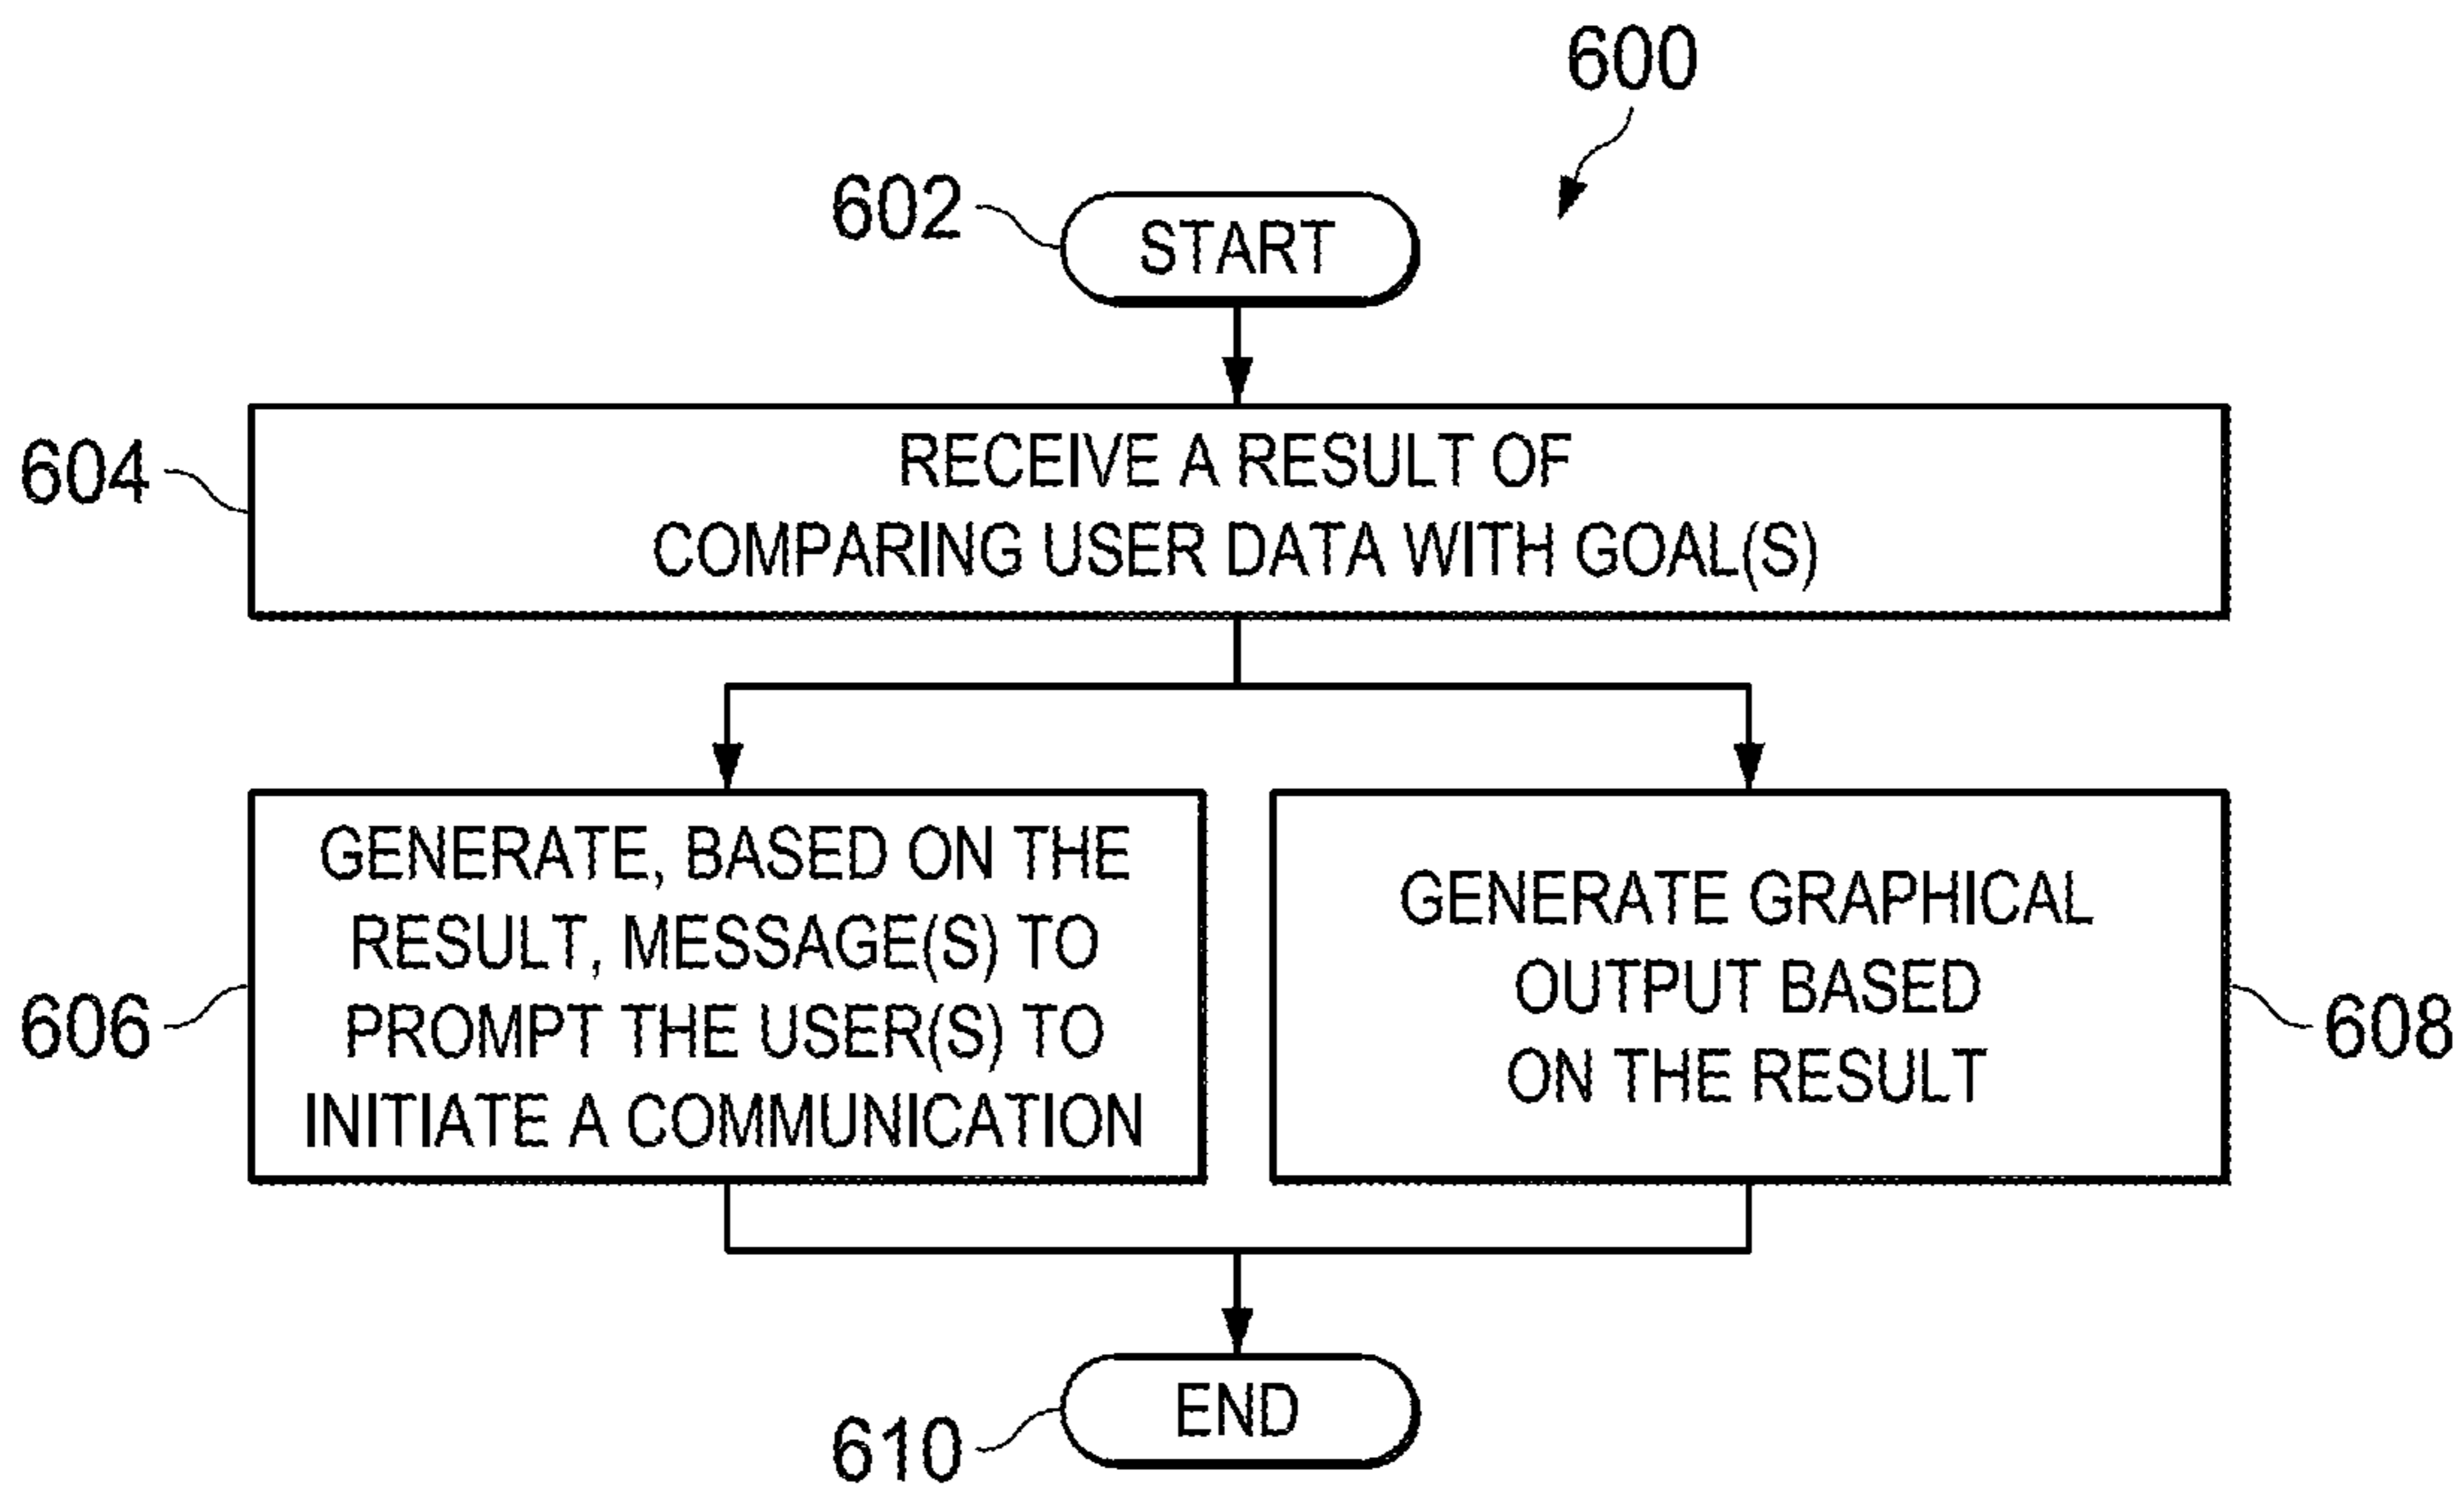 600
602
START
604
RECEIVE A RESULT OF
COMPARING USER DATA WITH GOAL(S)
606
GENERATE, BASED ON THE
RESULT, MESSAGE(S) TO
PROMPT THE USER(S) TO
INITIATE A COMMUNICATION
GENERATE GRAPHICAL
OUTPUT BASED
ON THE RESULT
608
END
610